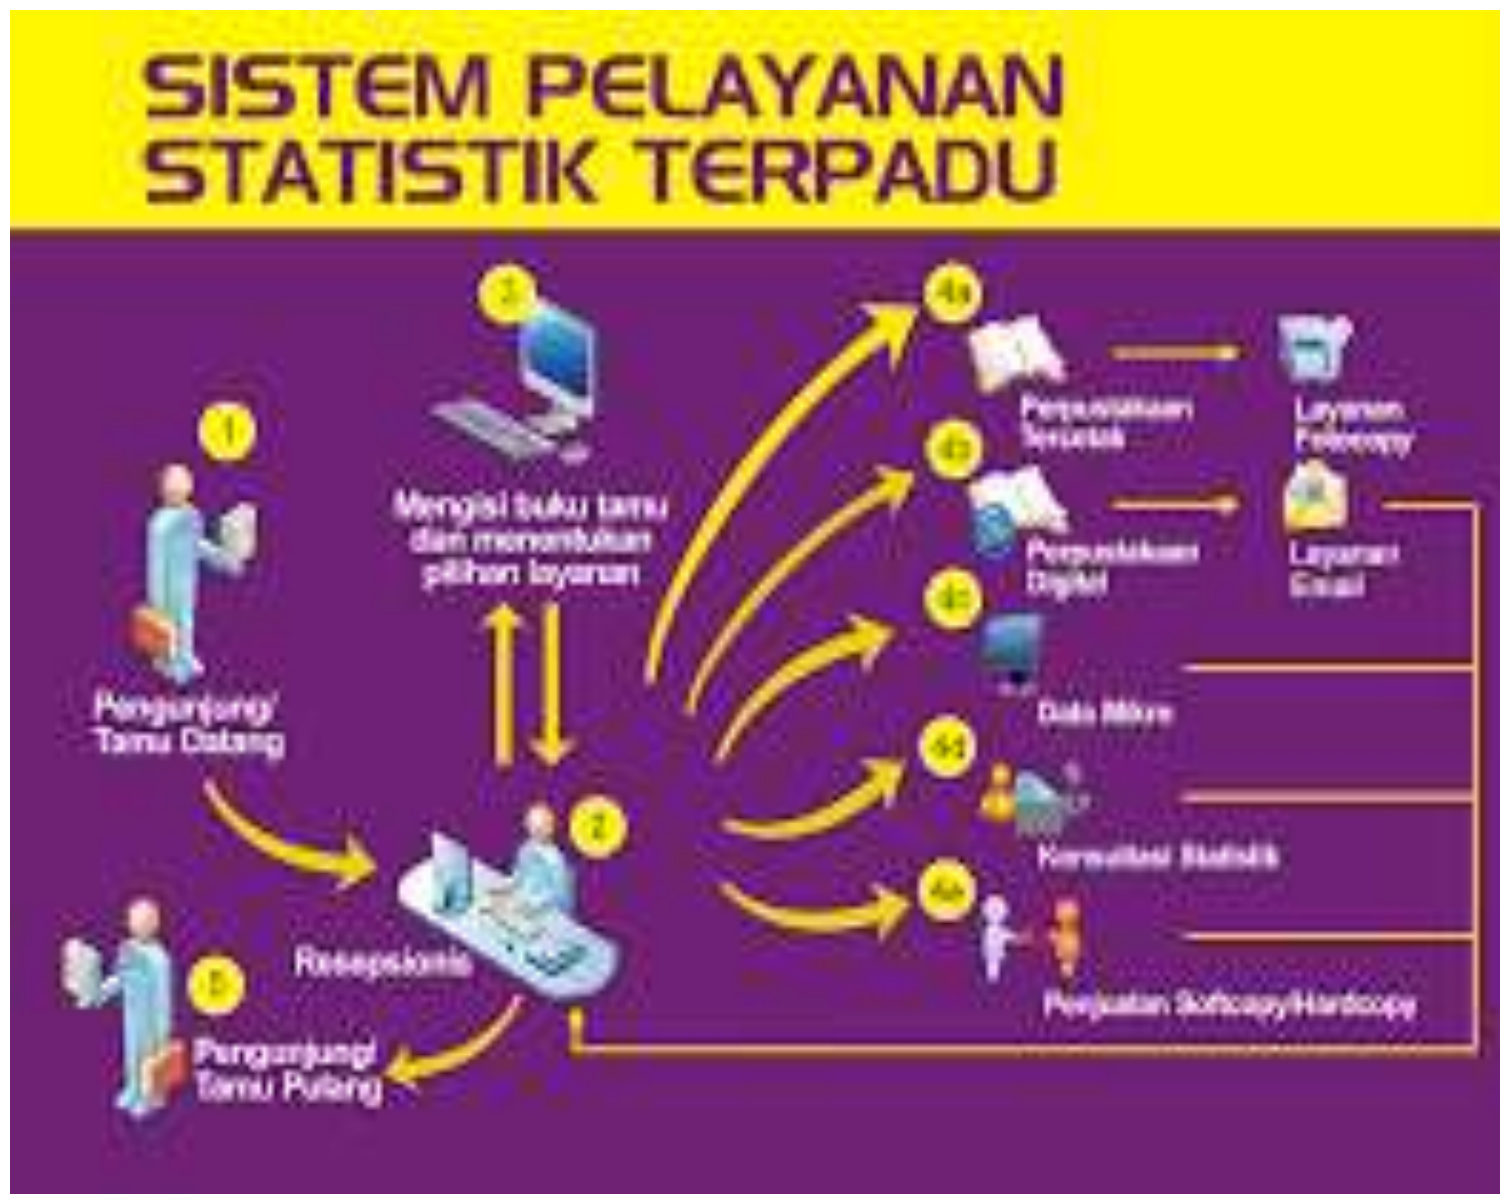 SISTEM PELAYANAN
STATISTIK TERPADU
1
Pengunjung/
Tamu Datang
2
Resepsionis
3
Mengisi buku tamu
dan menentukan
pilihan layanan
4a
Perpustakaan
Tercetak
Layanan
Fotocopy
4b
Perpustakaan
Digital
Layanan
Email
4c
Data Mikro
4d
Konsultasi Statistik
4e
Penjualan Softcopy/Hardcopy
5
Pengunjung/
Tamu Pulang